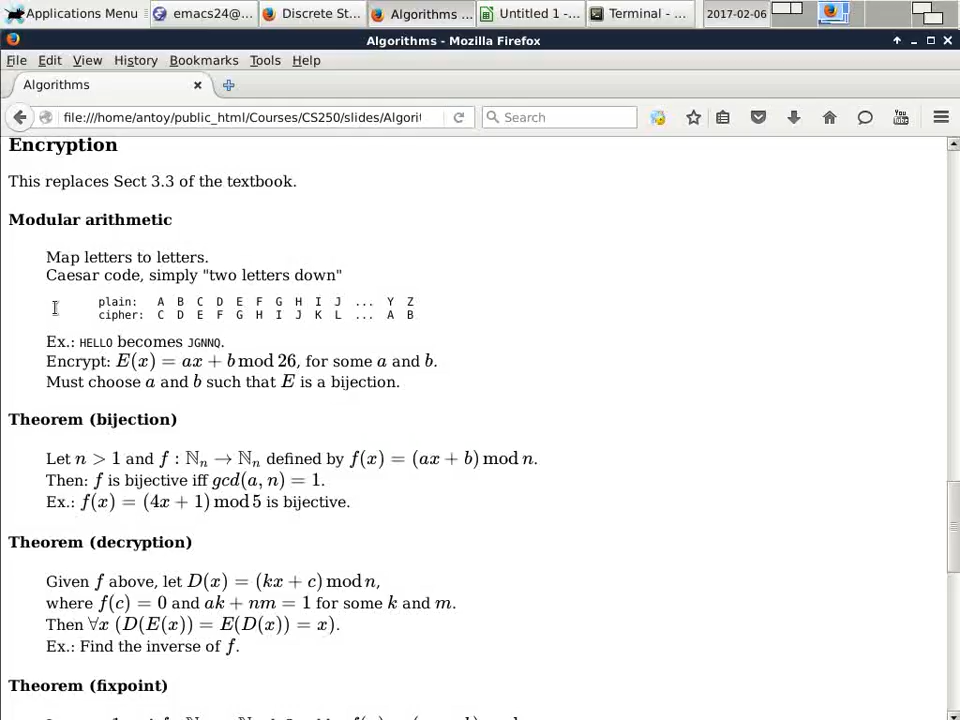 Applications Menu emacs24@... Discrete St... Algorithms ... Untitled 1 -... Terminal - ... 2017-02-06
Algorithms - Mozilla Firefox
File Edit View History Bookmarks Tools Help
Algorithms
file:///home/antoy/public_html/Courses/CS250/slides/Algorit Search You Tube
Encryption
This replaces Sect 3.3 of the textbook.
Modular arithmetic
Map letters to letters.
Caesar code, simply "two letters down"
plain: A B C D E F G H I J ... Y Z
cipher: C D E F G H I J K L ... A B
Ex.: HELLO becomes JGNNQ.
Encrypt: E(x) = ax + b mod 26, for some a and b.
Must choose a and b such that E is a bijection.
Theorem (bijection)
Let n > 1 and f : ℕₙ → ℕₙ defined by f(x) = (ax + b) mod n.
Then: f is bijective iff gcd(a, n) = 1.
Ex.: f(x) = (4x + 1) mod 5 is bijective.
Theorem (decryption)
Given f above, let D(x) = (kx + c) mod n,
where f(c) = 0 and ak + nm = 1 for some k and m.
Then ∀x (D(E(x)) = E(D(x)) = x).
Ex.: Find the inverse of f.
Theorem (fixpoint)